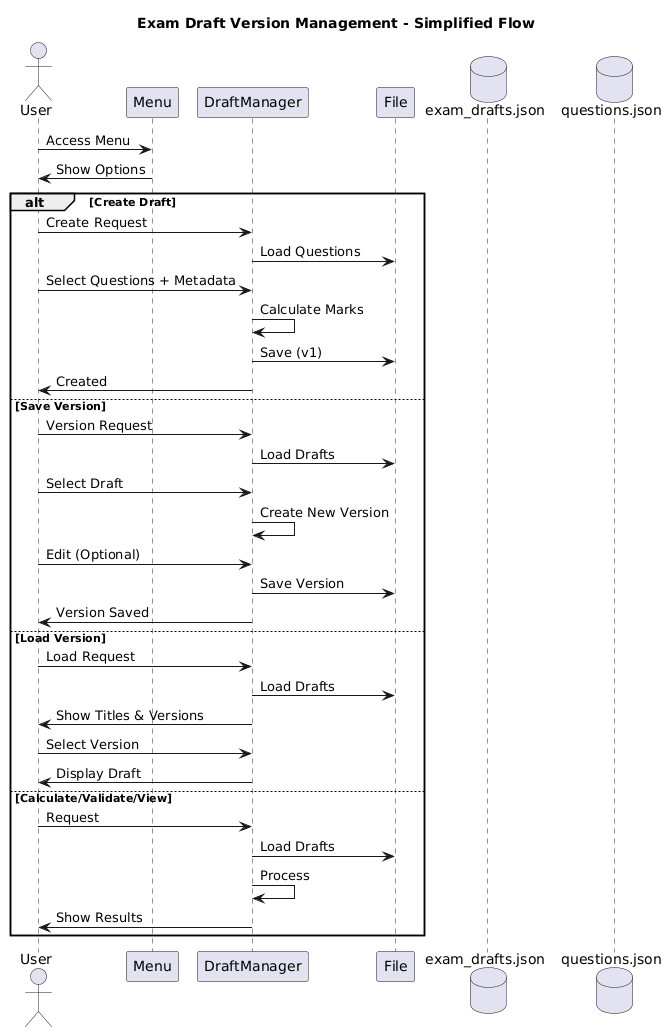 Exam Draft Version Management - Simplified Flow
User
Menu
DraftManager
File
exam_drafts.json
questions.json
Access Menu
Show Options
alt
[Create Draft]
Create Request
Load Questions
Select Questions + Metadata
Calculate Marks
Save (v1)
Created
[Save Version]
Version Request
Load Drafts
Select Draft
Create New Version
Edit (Optional)
Save Version
Version Saved
[Load Version]
Load Request
Load Drafts
Show Titles & Versions
Select Version
Display Draft
[Calculate/Validate/View]
Request
Load Drafts
Process
Show Results
User
Menu
DraftManager
File
exam_drafts.json
questions.json